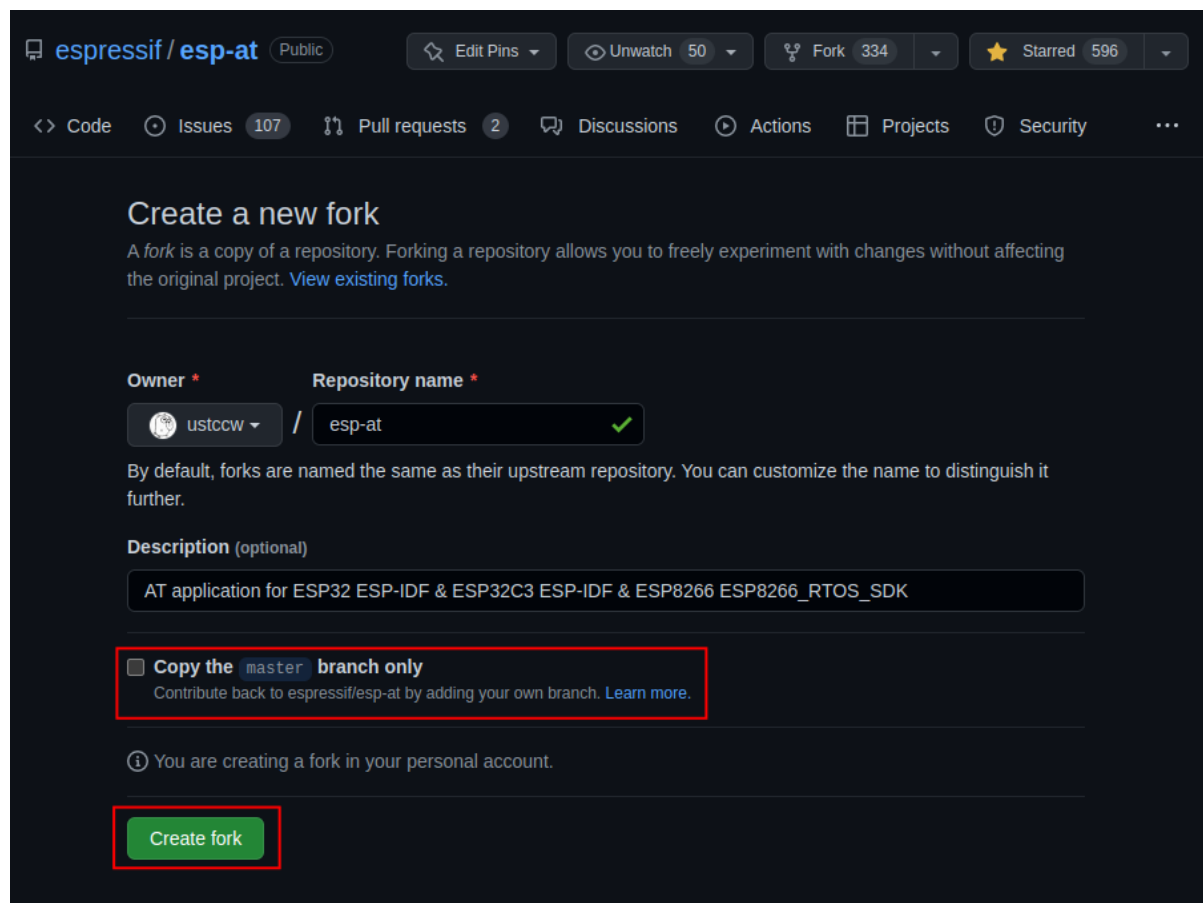 espressif / esp-at Public Edit Pins Unwatch 50 Fork 334 Starred 596
Code Issues 107 Pull requests 2 Discussions Actions Projects Security ...
Create a new fork
A fork is a copy of a repository. Forking a repository allows you to freely experiment with changes without affecting
the original project. View existing forks.
Owner * Repository name *
ustccw / esp-at
By default, forks are named the same as their upstream repository. You can customize the name to distinguish it
further.
Description (optional)
AT application for ESP32 ESP-IDF & ESP32C3 ESP-IDF & ESP8266 ESP8266_RTOS_SDK
Copy the master branch only
Contribute back to espressif/esp-at by adding your own branch. Learn more.
You are creating a fork in your personal account.
Create fork